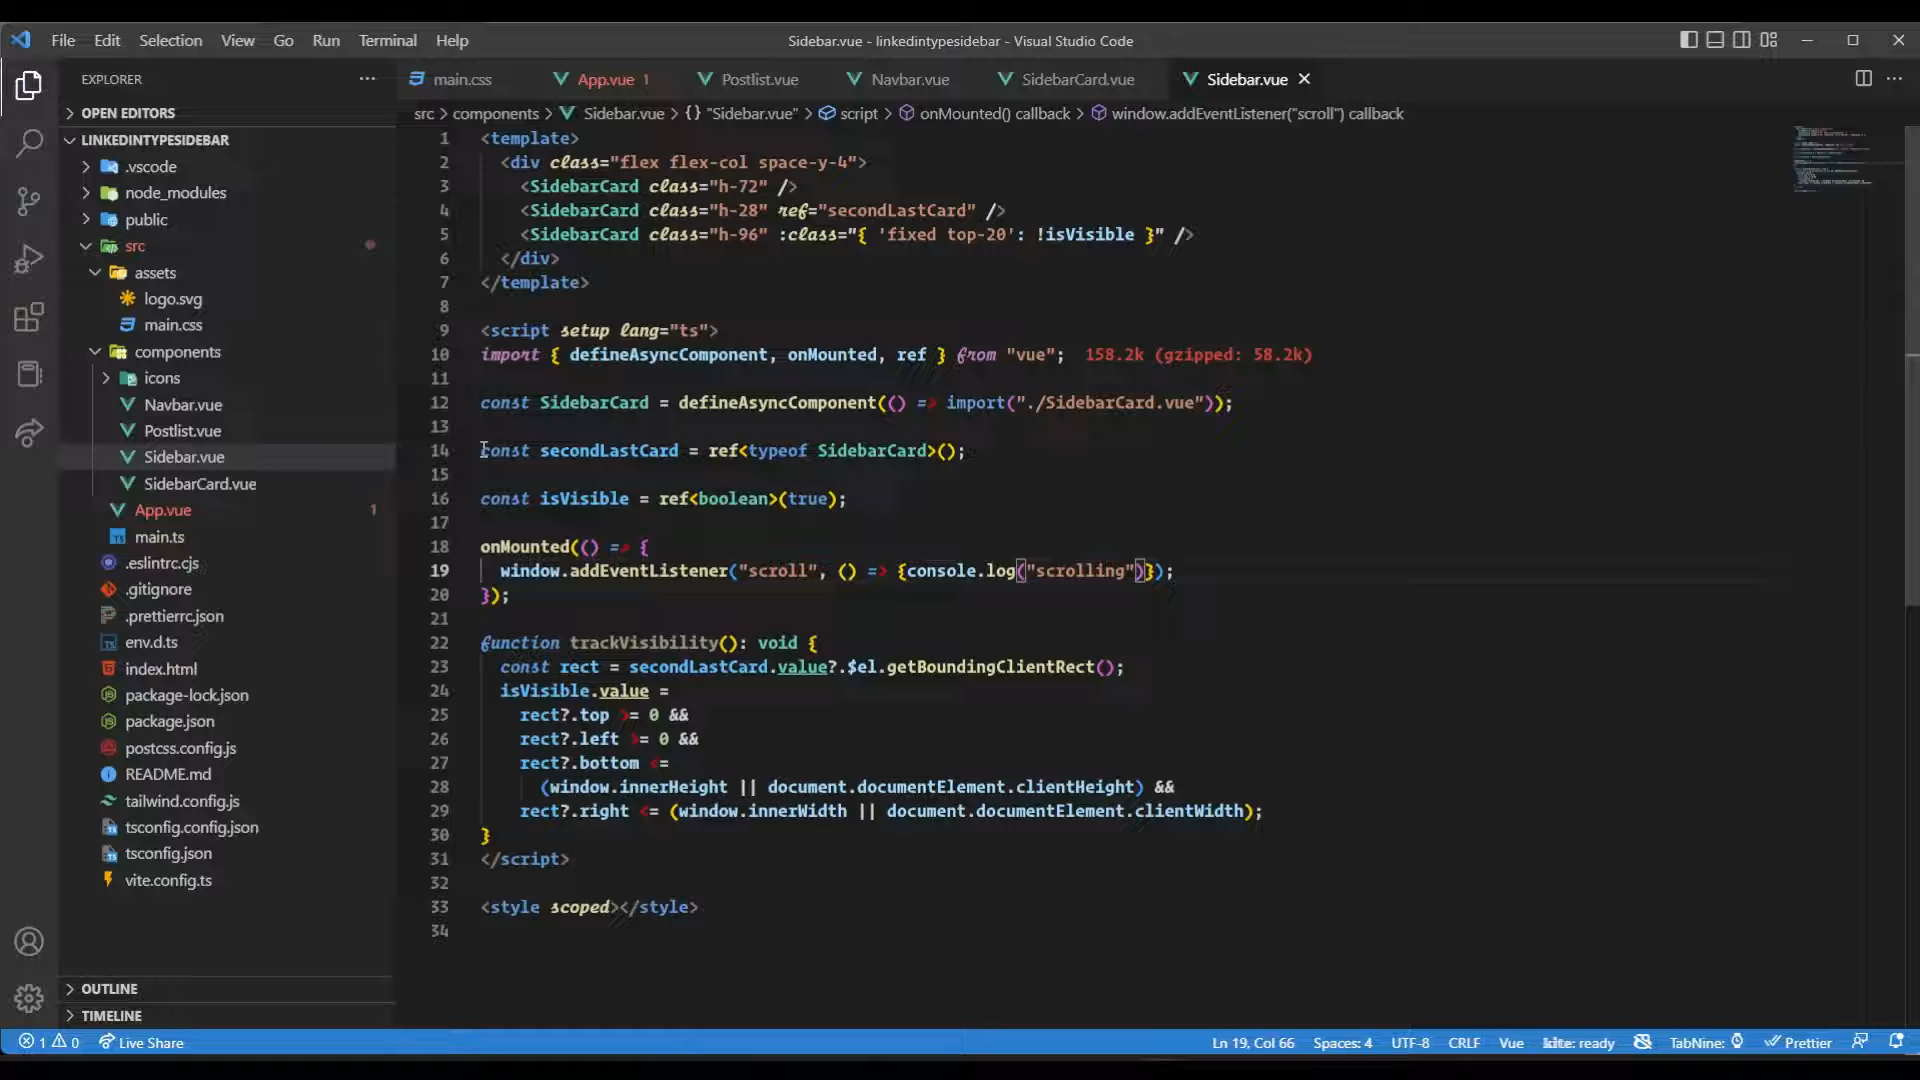 File Edit Selection View Go Run Terminal Help
Sidebar.vue - linkedintypesidebar - Visual Studio Code
EXPLORER
OPEN EDITORS
LINKEDINTYPESIDEBAR
.vscode
node_modules
public
src
assets
logo.svg
main.css
components
icons
Navbar.vue
Postlist.vue
Sidebar.vue
SidebarCard.vue
App.vue 1
main.ts
.eslintrc.cjs
.gitignore
.prettierrc.json
env.d.ts
index.html
package-lock.json
package.json
postcss.config.js
README.md
tailwind.config.js
tsconfig.config.json
tsconfig.json
vite.config.ts
OUTLINE
TIMELINE
main.css App.vue 1 Postlist.vue Navbar.vue SidebarCard.vue Sidebar.vue
src > components > Sidebar.vue > {} "Sidebar.vue" > script > onMounted() callback > window.addEventListener("scroll") callback
1 <template>
2 <div class="flex flex-col space-y-4">
3 <SidebarCard class="h-72" />
4 <SidebarCard class="h-28" ref="secondLastCard" />
5 <SidebarCard class="h-96" :class="{ 'fixed top-20': !isVisible }" />
6 </div>
7 </template>
8
9 <script setup lang="ts">
10 import { defineAsyncComponent, onMounted, ref } from "vue"; 158.2k (gzipped: 58.2k)
11
12 const SidebarCard = defineAsyncComponent(() => import("./SidebarCard.vue"));
13
14 const secondLastCard = ref<typeof SidebarCard>();
15
16 const isVisible = ref<boolean>(true);
17
18 onMounted(() => {
19 window.addEventListener("scroll", () => {console.log("scrolling")});
20 });
21
22 function trackVisibility(): void {
23 const rect = secondLastCard.value?.$el.getBoundingClientRect();
24 isVisible.value =
25 rect?.top >= 0 &&
26 rect?.left >= 0 &&
27 rect?.bottom <=
28 (window.innerHeight || document.documentElement.clientHeight) &&
29 rect?.right <= (window.innerWidth || document.documentElement.clientWidth);
30 }
31 </script>
32
33 <style scoped></style>
34
1 0 Live Share
Ln 19, Col 66 Spaces: 4 UTF-8 CRLF Vue kite: ready TabNine: Prettier